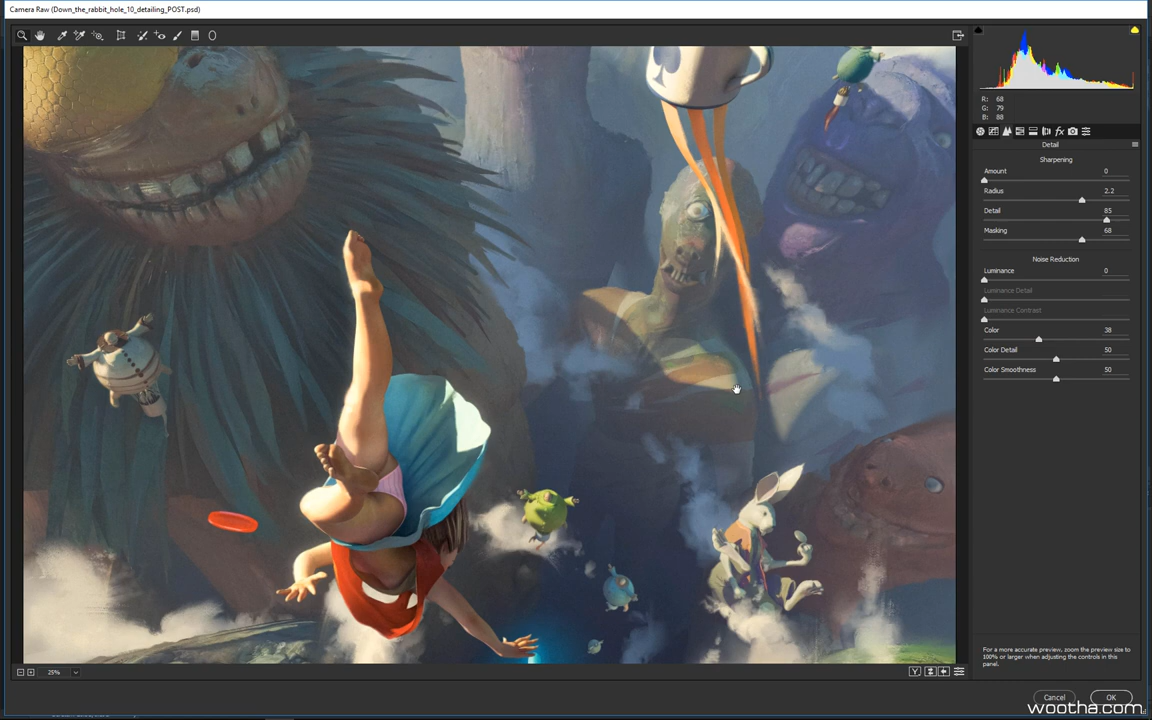 Camera Raw (Down_the_rabbit_hole_10_detailing_POST.psd)
R: 68
G: 79
B: 88
fx
Detail
Sharpening
Amount 0
Radius 2.2
Detail 85
Masking 68
Noise Reduction
Luminance 0
Luminance Detail
Luminance Contrast
Color 38
Color Detail 50
Color Smoothness 50
For a more accurate preview, zoom the preview size to
100% or larger when adjusting the controls in this
panel.
25%
Y
Cancel OK
wootha.com